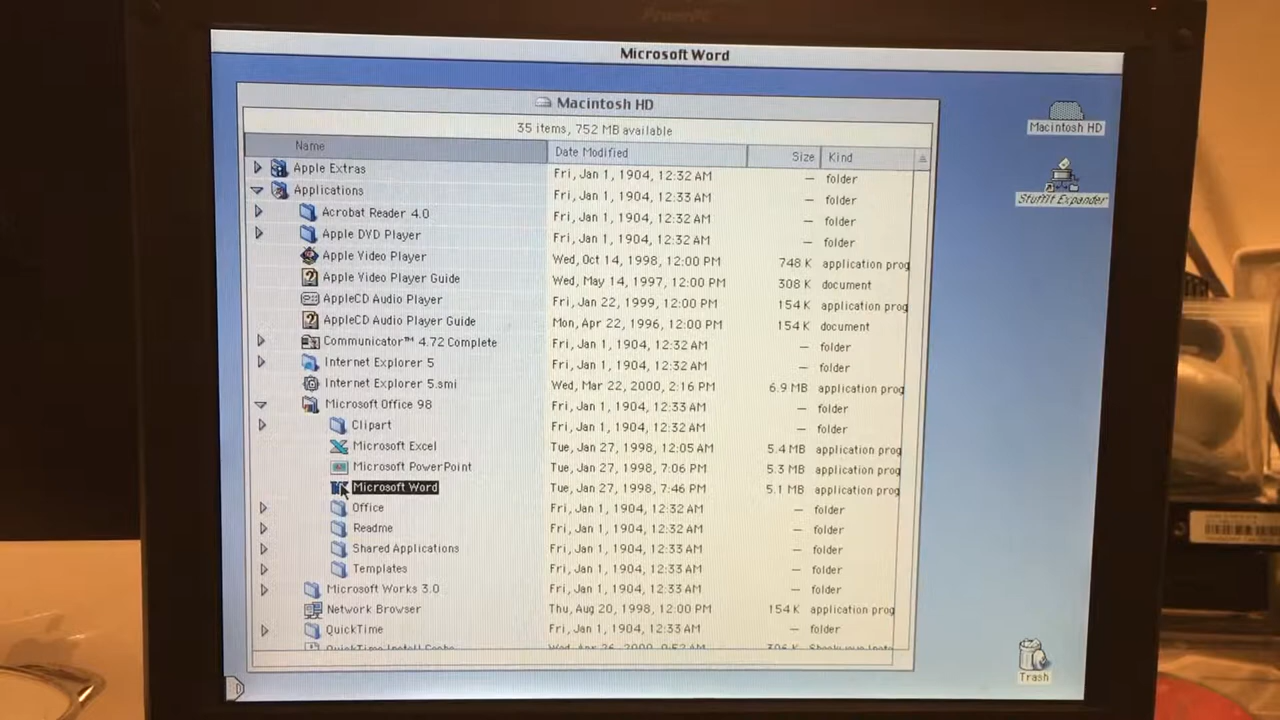 Microsoft Word
Macintosh HD
35 items, 752 MB available
Name Date Modified Size Kind
Apple Extras Fri, Jan 1, 1904, 12:32 AM — folder
Applications Fri, Jan 1, 1904, 12:33 AM — folder
Acrobat Reader 4.0 Fri, Jan 1, 1904, 12:32 AM — folder
Apple DVD Player Fri, Jan 1, 1904, 12:32 AM — folder
Apple Video Player Wed, Oct 14, 1998, 12:00 PM 748 K application prog
Apple Video Player Guide Wed, May 14, 1997, 12:00 PM 308 K document
AppleCD Audio Player Fri, Jan 22, 1999, 12:00 PM 154 K application prog
AppleCD Audio Player Guide Mon, Apr 22, 1996, 12:00 PM 154 K document
Communicator™ 4.72 Complete Fri, Jan 1, 1904, 12:32 AM — folder
Internet Explorer 5 Fri, Jan 1, 1904, 12:32 AM — folder
Internet Explorer 5.smi Wed, Mar 22, 2000, 2:16 PM 6.9 MB application prog
Microsoft Office 98 Fri, Jan 1, 1904, 12:33 AM — folder
Clipart Fri, Jan 1, 1904, 12:32 AM — folder
Microsoft Excel Tue, Jan 27, 1998, 12:05 AM 5.4 MB application prog
Microsoft PowerPoint Tue, Jan 27, 1998, 7:06 PM 5.3 MB application prog
Microsoft Word Tue, Jan 27, 1998, 7:46 PM 5.1 MB application prog
Office Fri, Jan 1, 1904, 12:32 AM — folder
Readme Fri, Jan 1, 1904, 12:32 AM — folder
Shared Applications Fri, Jan 1, 1904, 12:33 AM — folder
Templates Fri, Jan 1, 1904, 12:33 AM — folder
Microsoft Works 3.0 Fri, Jan 1, 1904, 12:33 AM — folder
Network Browser Thu, Aug 20, 1998, 12:00 PM 154 K application prog
QuickTime Fri, Jan 1, 1904, 12:33 AM — folder
Macintosh HD
StuffIt Expander
Trash